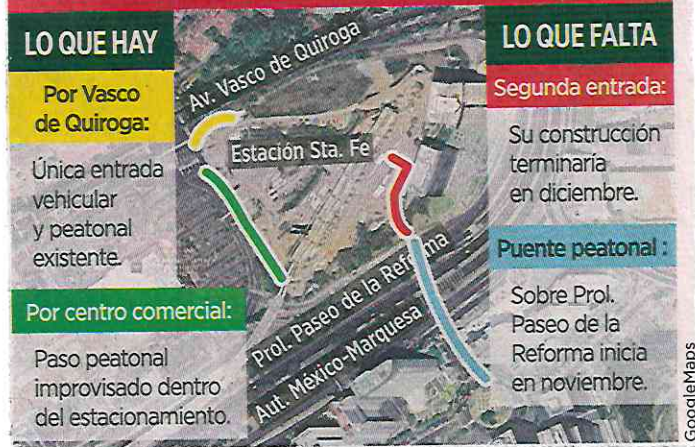 LO QUE HAY
Por Vasco
de Quiroga:
Única entrada
vehicular
y peatonal
existente.
Por centro comercial:
Paso peatonal
improvisado dentro
del estacionamiento.
Av. Vasco de Quiroga
Estación Sta. Fe
Prol. Paseo de la Reforma
Aut. México-Marquesa
LO QUE FALTA
Segunda entrada:
Su construcción
terminaría
en diciembre.
Puente peatonal :
Sobre Prol.
Paseo de la
Reforma inicia
en noviembre.
GoogleMaps